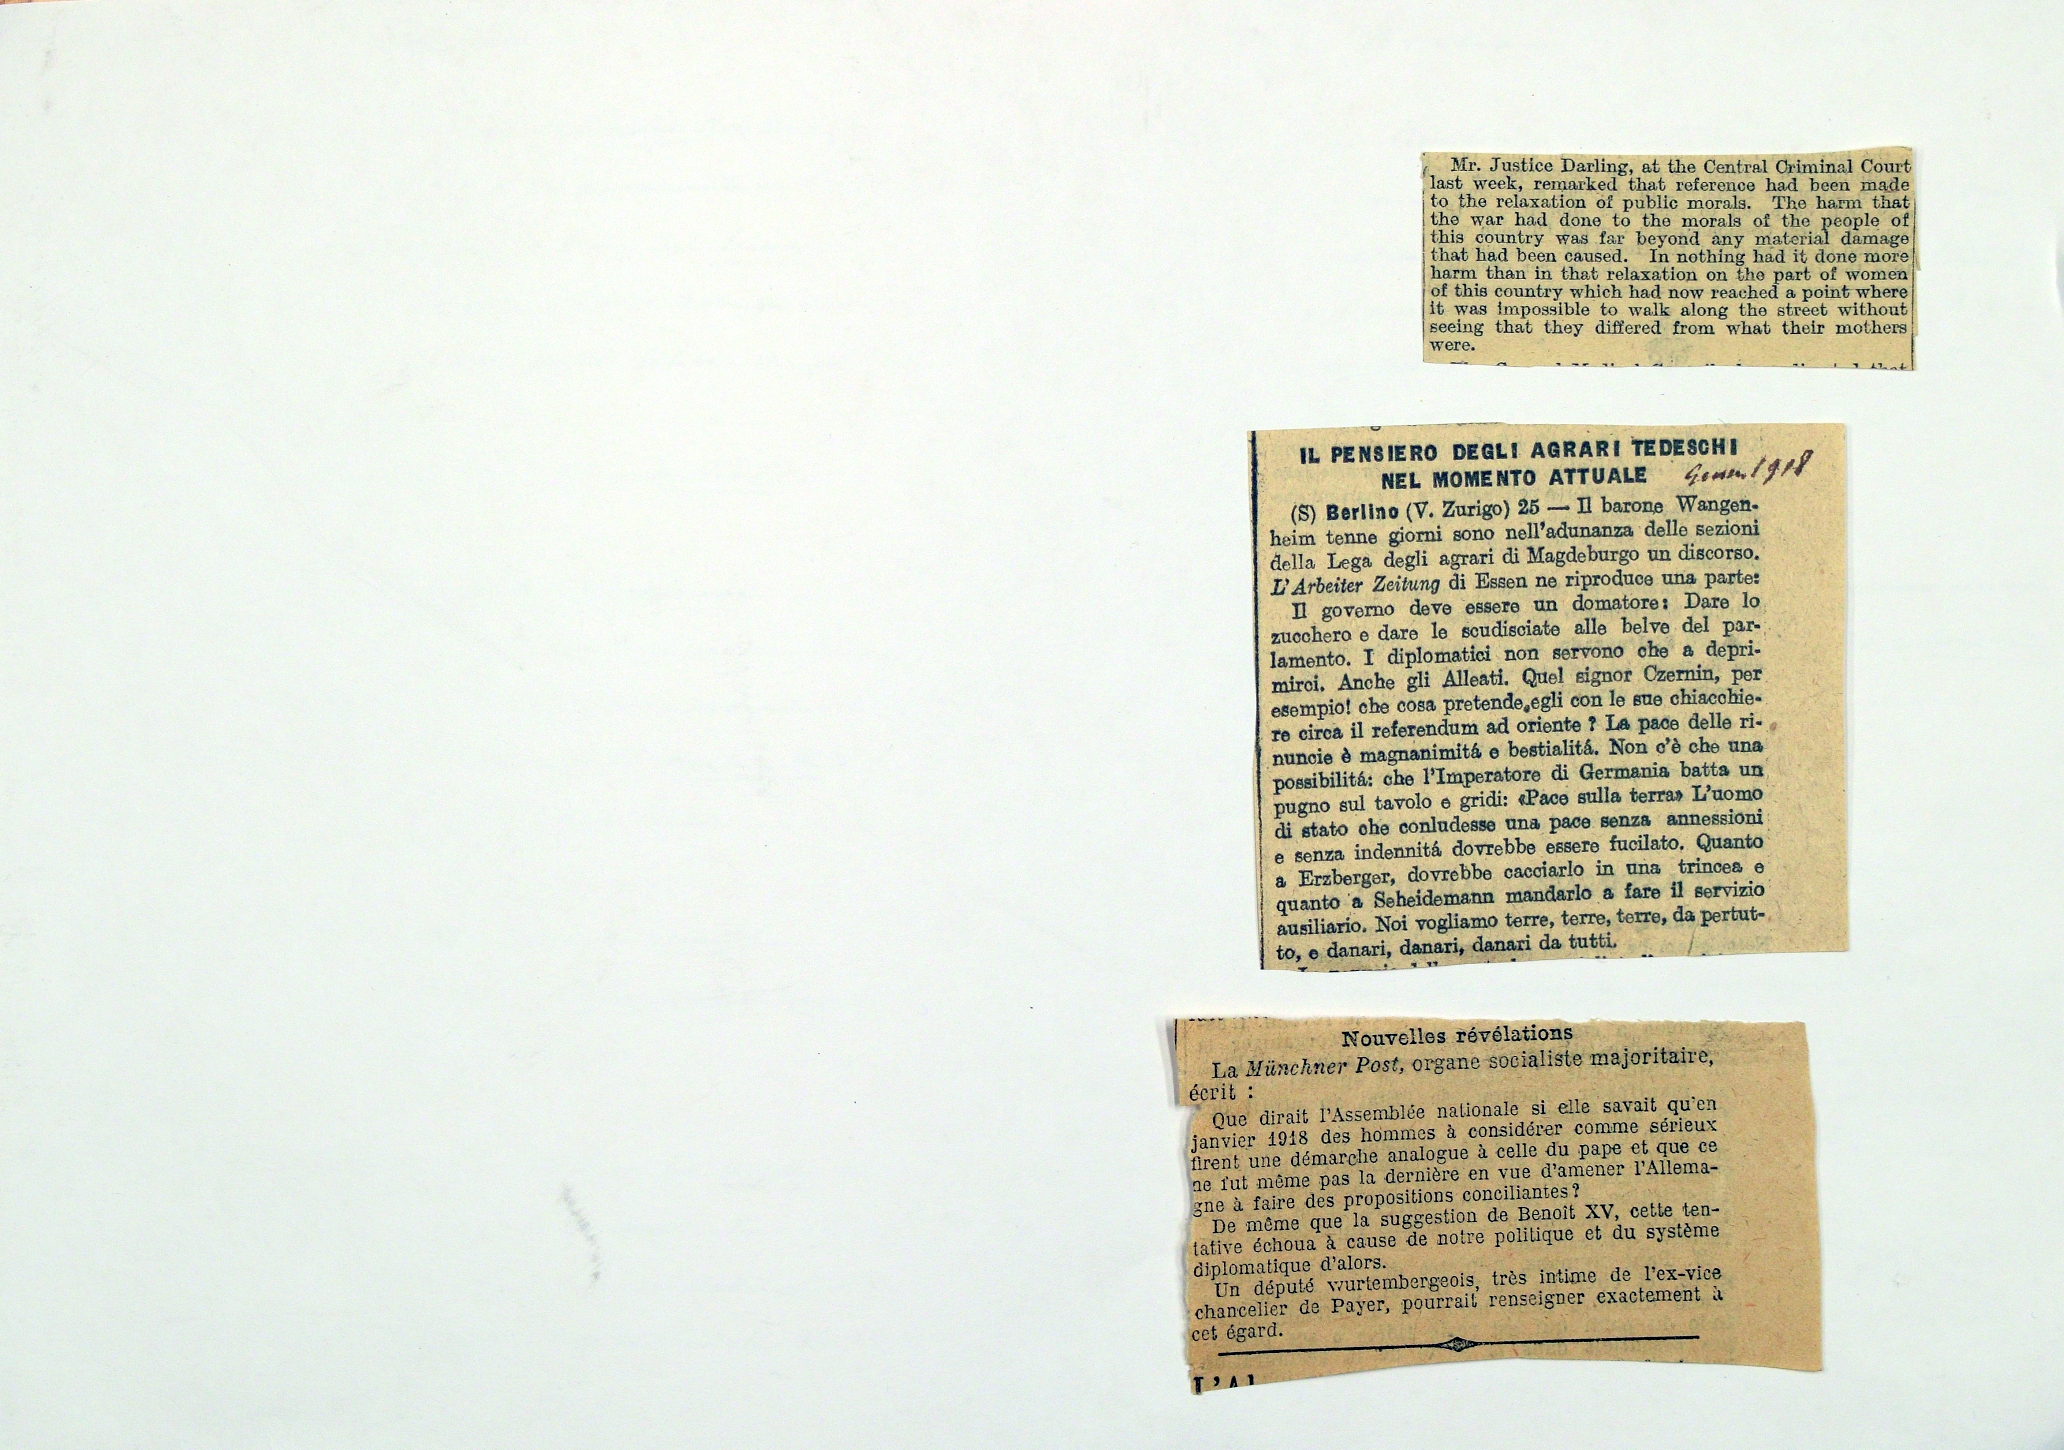 Mr. Justice Darling, at the Central Criminal Court
last week, remarked that reference had been made
to the relaxation of public morals. The harm that
the war had done to the morals of the people of
this country was far beyond any material damage
that had been caused. In nothing had it done more
harm than in that relaxation on the part of women
of this country which had now reached a point where
it was impossible to walk along the street without
seeing that they differed from what their mothers
were.
IL PENSIERO DEGLI AGRARI TEDESCHI
NEL MOMENTO ATTUALE 1918
(S) Berlino (V. Zurigo) 25 — Il barone Wangen-
heim tenne giorni sono nell'adunanza delle sezioni
della Lega degli agrari di Magdeburgo un discorso.
L'Arbeiter Zeitung di Essen ne riproduce una parte:
Il governo deve essere un domatore: Dare lo
zucchero e dare le scudisciate alle belve del par-
lamento. I diplomatici non servono che a depri-
mirci. Anche gli Alleati. Quel signor Czernin, per
esempio! che cosa pretende egli con le sue chiacchie-
re circa il referendum ad oriente ? La pace delle ri-
nuncie è magnanimitá e bestialitá. Non c'è che una
possibilitá: che l'Imperatore di Germania batta un
pugno sul tavolo e gridi: «Pace sulla terra» L'uomo
di stato che conludesse una pace senza annessioni
e senza indennitá dovrebbe essere fucilato. Quanto
a Erzberger, dovrebbe cacciarlo in una trincea e
quanto a Seheidemann mandarlo a fare il servizio
ausiliario. Noi vogliamo terre, terre, terre, da pertut-
to, e danari, danari, danari da tutti.
Nouvelles révélations
La Münchner Post, organe socialiste majoritaire,
écrit :
Que dirait l'Assemblée nationale si elle savait qu'en
janvier 1918 des hommes à considérer comme sérieux
firent une démarche analogue à celle du pape et que ce
ne fut même pas la dernière en vue d'amener l'Allema-
gne à faire des propositions conciliantes?
De même que la suggestion de Benoît XV, cette ten-
tative échoua à cause de notre politique et du système
diplomatique d'alors.
Un député wurtembergeois, très intime de l'ex-vice
chancelier de Payer, pourrait renseigner exactement à
cet égard.